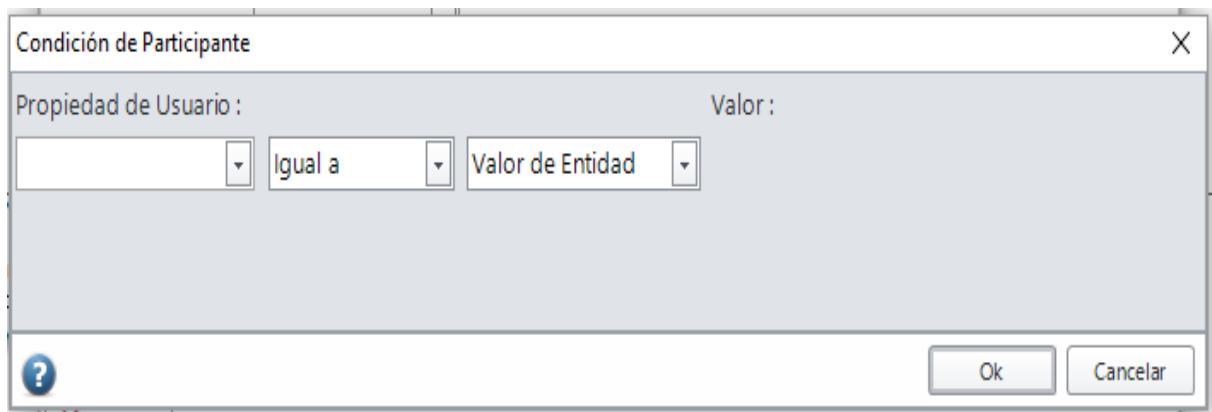 Condición de Participante
Propiedad de Usuario : Valor :
Igual a Valor de Entidad
Ok Cancelar